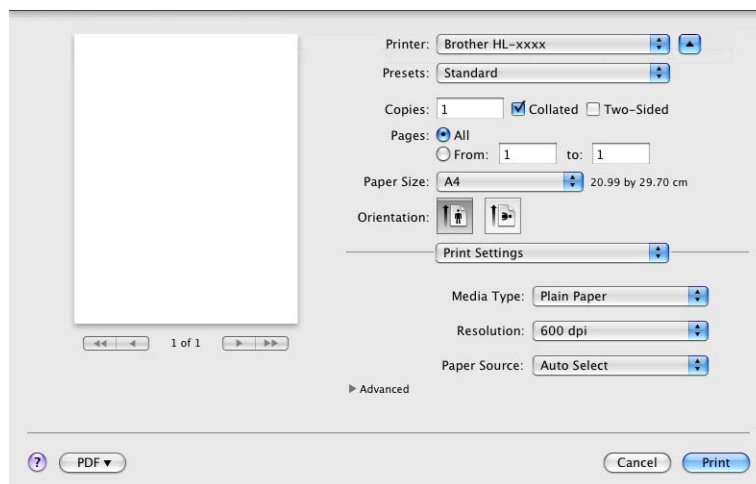 Printer: Brother HL-xxxx
Presets: Standard
Copies: 1 Collated Two-Sided
Pages: All
From: 1 to: 1
Paper Size: A4 20.99 by 29.70 cm
Orientation:
Print Settings
Media Type: Plain Paper
1 of 1
Resolution: 600 dpi
Paper Source: Auto Select
Advanced
? PDF Cancel Print